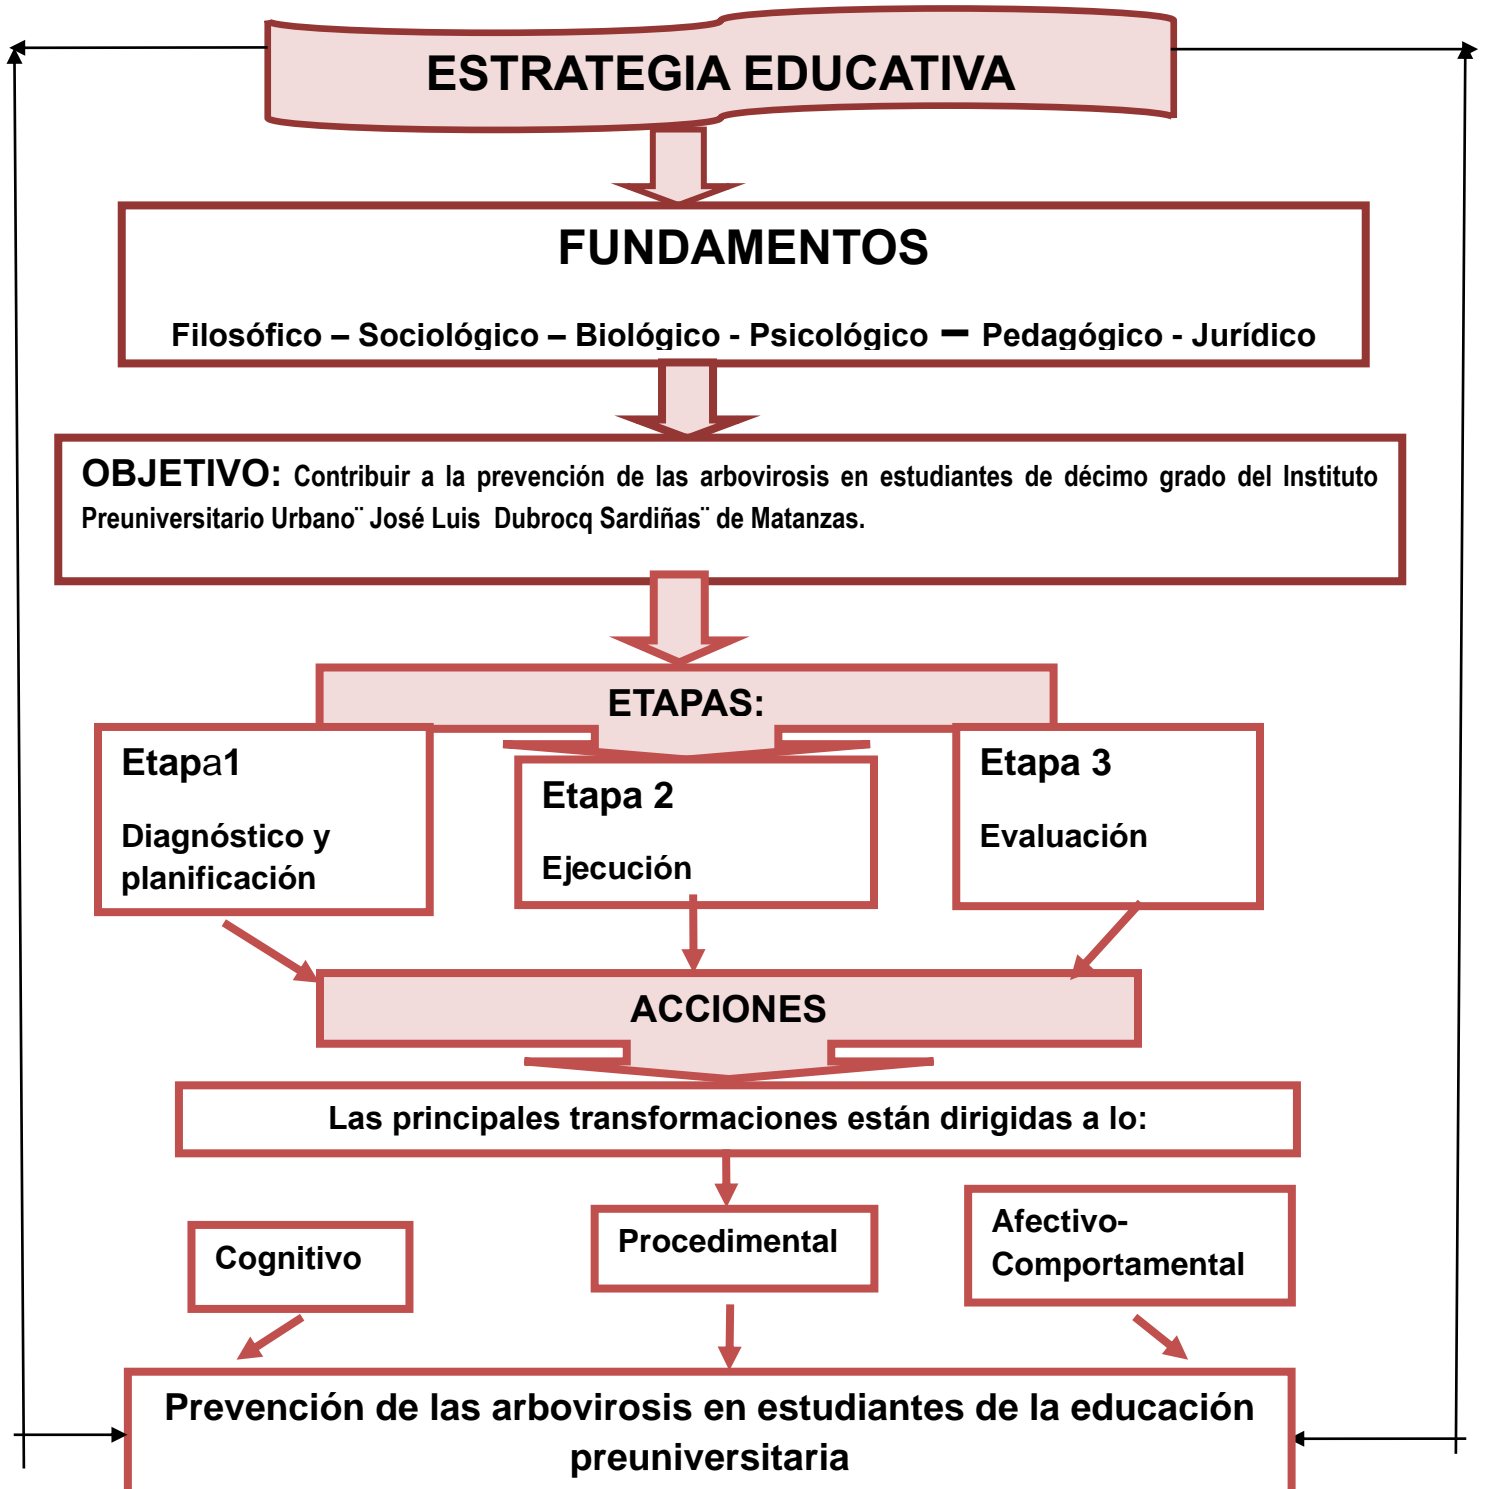 ESTRATEGIA EDUCATIVA
FUNDAMENTOS
Filosófico – Sociológico – Biológico - Psicológico – Pedagógico - Jurídico
OBJETIVO: Contribuir a la prevención de las arbovirosis en estudiantes de décimo grado del Instituto
Preuniversitario Urbano¨ José Luis Dubrocq Sardiñas¨ de Matanzas.
ETAPAS:
Etapa1
Diagnóstico y
planificación
Etapa 2
Ejecución
Etapa 3
Evaluación
ACCIONES
Las principales transformaciones están dirigidas a lo:
Cognitivo
Procedimental
Afectivo-
Comportamental
Prevención de las arbovirosis en estudiantes de la educación
preuniversitaria